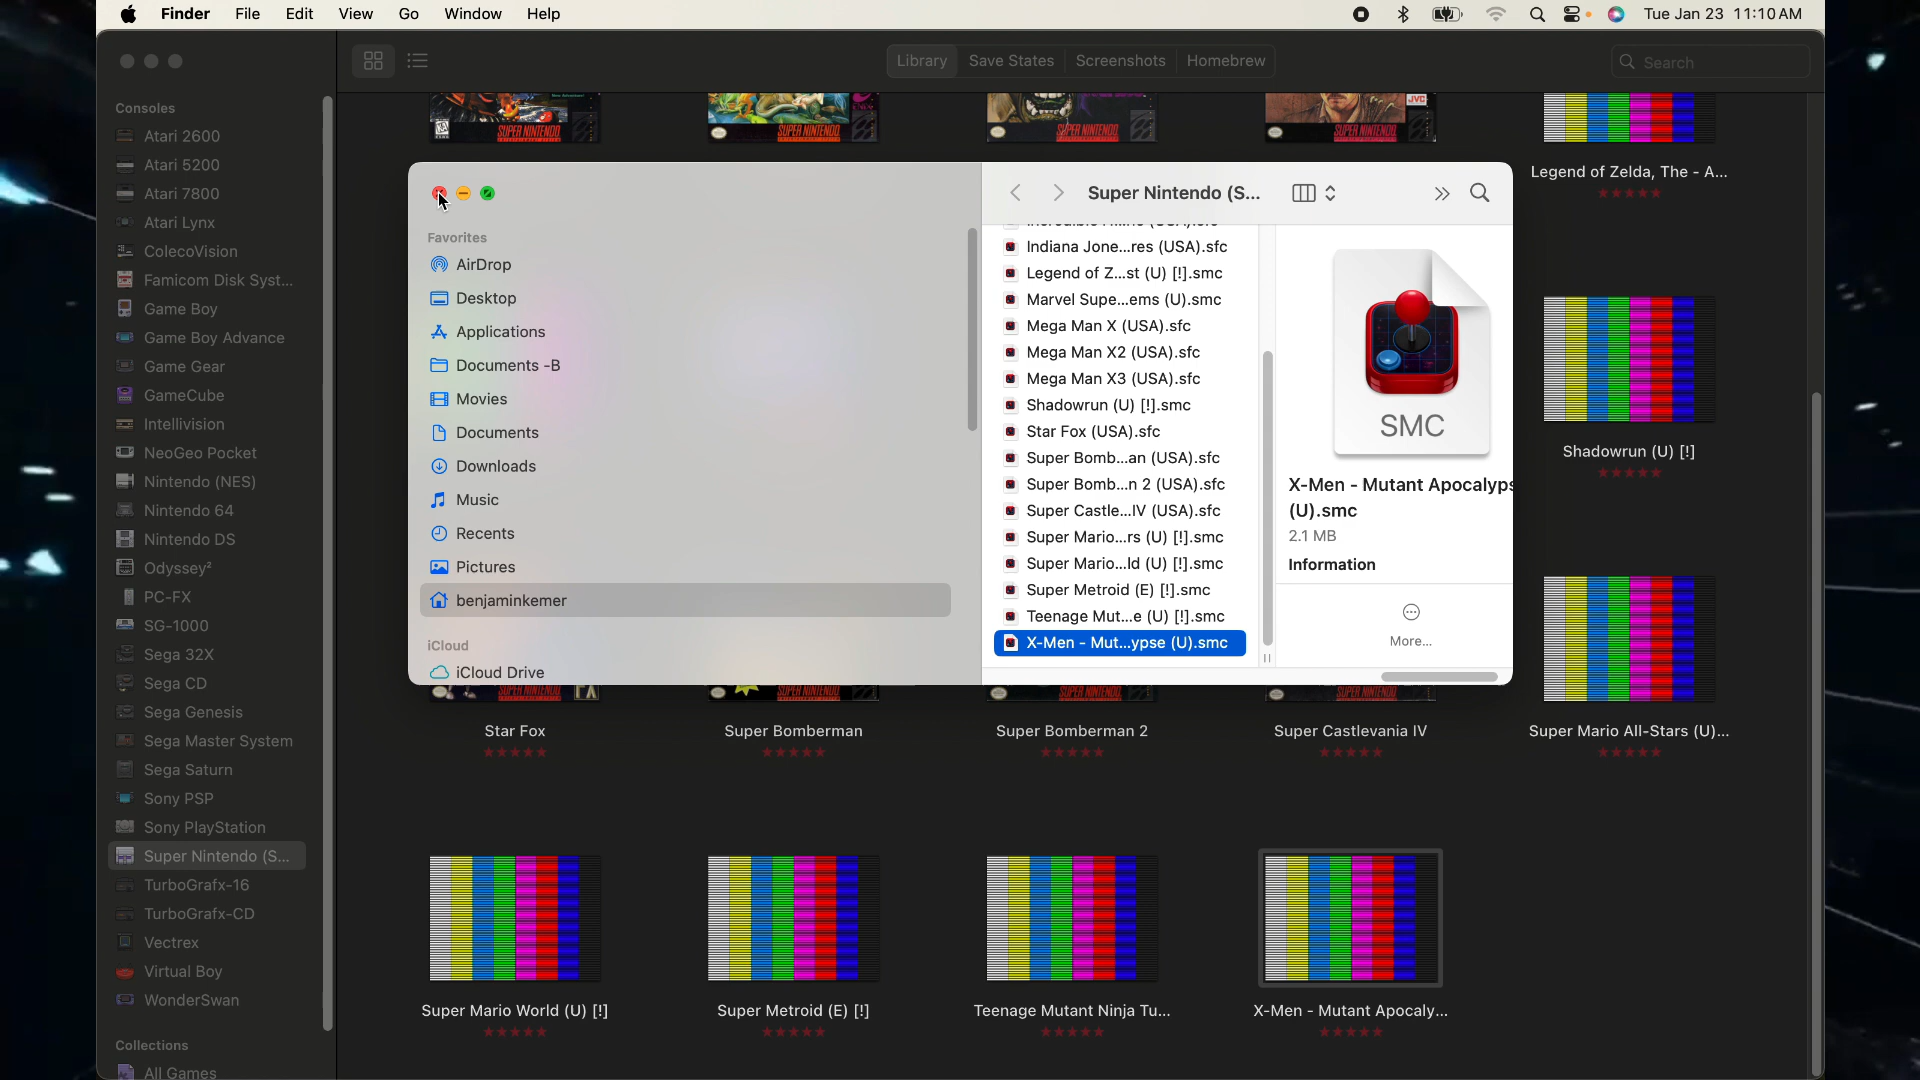 Finder File Edit View Go Window Help Tue Jan 23 11:10 AM
Library Save States Screenshots Homebrew Search
Consoles
Atari 2600
Atari 5200
Atari 7800
Atari Lynx
ColecoVision
Famicom Disk Syst...
Game Boy
Game Boy Advance
Game Gear
GameCube
Intellivision
NeoGeo Pocket
Nintendo (NES)
Nintendo 64
Nintendo DS
Odyssey²
PC-FX
SG-1000
Sega 32X
Sega CD
Sega Genesis
Sega Master System
Sega Saturn
Sony PSP
Sony PlayStation
Super Nintendo (S...
TurboGrafx-16
TurboGrafx-CD
Vectrex
Virtual Boy
WonderSwan
Collections
All Games
SUPER NINTENDO
SUPER NINTENDO
SUPER NINTENDO
JVC
SUPER NINTENDO
Legend of Zelda, The - A...
Favorites
AirDrop
Desktop
Applications
Documents -B
Movies
Documents
Downloads
Music
Recents
Pictures
benjaminkemer
iCloud
iCloud Drive
Super Nintendo (S...
Indiana Jone...res (USA).sfc
Legend of Z...st (U) [!].smc
Marvel Supe...ems (U).smc
Mega Man X (USA).sfc
Mega Man X2 (USA).sfc
Mega Man X3 (USA).sfc
Shadowrun (U) [!].smc
Star Fox (USA).sfc
Super Bomb...an (USA).sfc
Super Bomb...n 2 (USA).sfc
Super Castle...IV (USA).sfc
Super Mario...rs (U) [!].smc
Super Mario...ld (U) [!].smc
Super Metroid (E) [!].smc
Teenage Mut...e (U) [!].smc
X-Men - Mut...ypse (U).smc
SMC
X-Men - Mutant Apocalyps
(U).smc
2.1 MB
Information
More...
Shadowrun (U) [!]
Star Fox
Super Bomberman
Super Bomberman 2
Super Castlevania IV
Super Mario All-Stars (U)...
Super Mario World (U) [!]
Super Metroid (E) [!]
Teenage Mutant Ninja Tu...
X-Men - Mutant Apocaly...